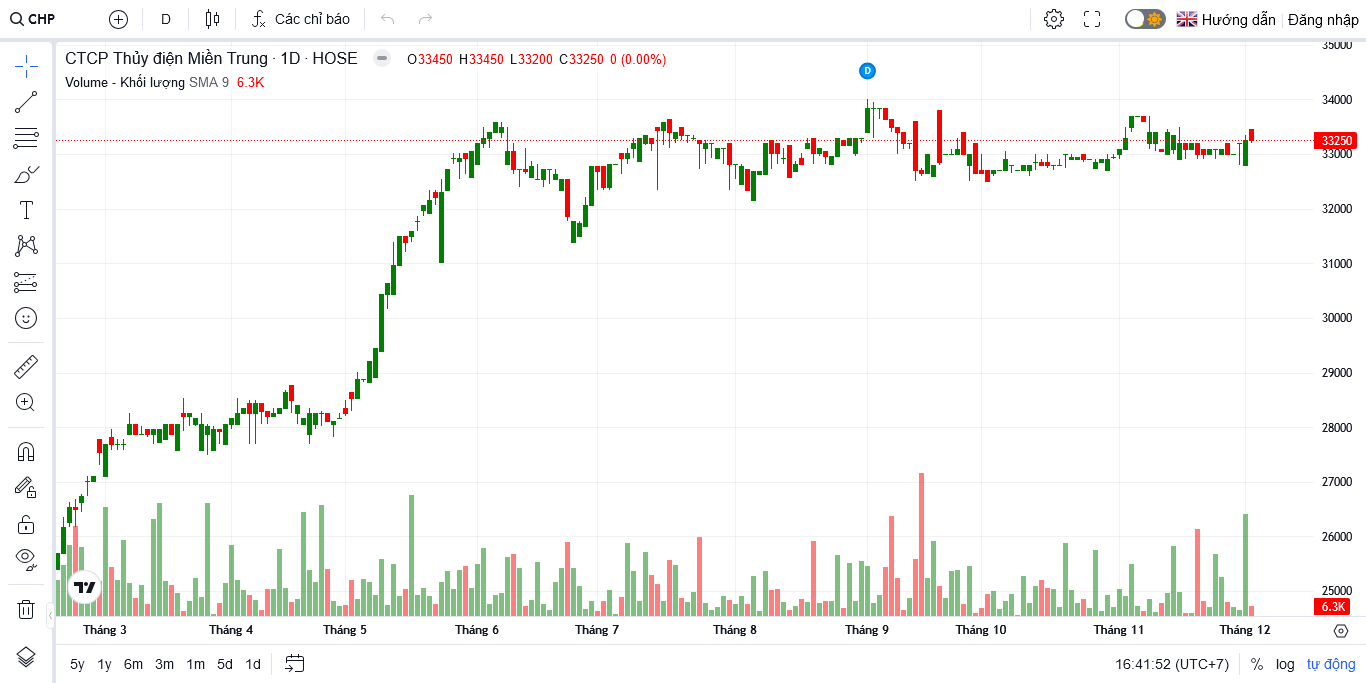 CHP
D
Các chỉ báo
Hướng dẫn
Đăng nhập
CTCP Thủy điện Miền Trung · 1D · HOSE
O33450 H33450 L33200 C33250 0 (0.00%)
Volume - Khối lượng SMA 9 6.3K
D
35000
34000
33250
33000
32000
31000
30000
29000
28000
27000
26000
25000
6.3K
Tháng 3 Tháng 4 Tháng 5 Tháng 6 Tháng 7 Tháng 8 Tháng 9 Tháng 10 Tháng 11 Tháng 12
5y 1y 6m 3m 1m 5d 1d
16:41:52 (UTC+7) % log tự động